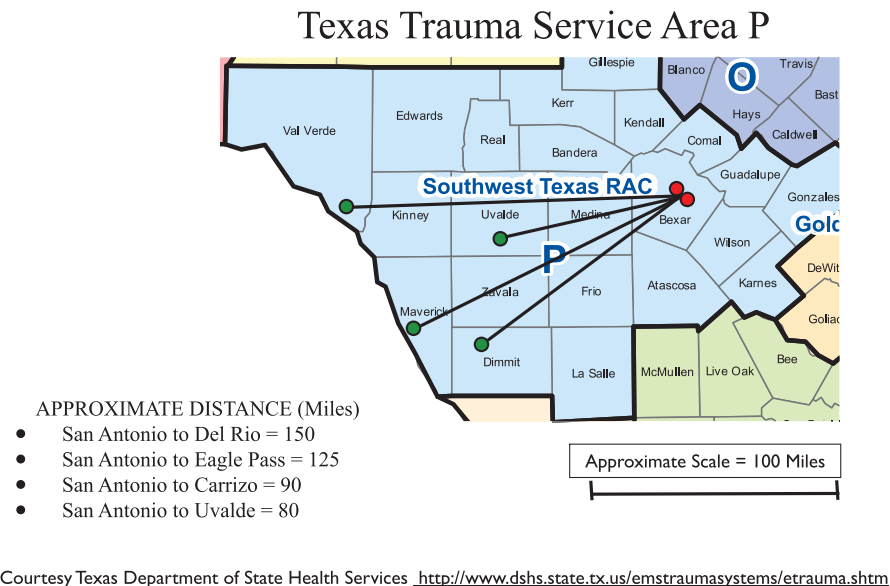 Texas Trauma Service Area P
Gillespie
Blanco
Travis
O
Bast
Hays
Caldwell
Val Verde
Edwards
Kerr
Kendall
Comal
Real
Bandera
Guadalupe
Southwest Texas RAC
Gonzales
Kinney
Uvalde
Medina
Bexar
Gold
Wilson
P
DeWit
Zavala
Frio
Atascosa
Karnes
Maverick
Goliad
Dimmit
La Salle
McMullen
Live Oak
Bee
APPROXIMATE DISTANCE (Miles)
• San Antonio to Del Rio = 150
• San Antonio to Eagle Pass = 125
• San Antonio to Carrizo = 90
• San Antonio to Uvalde = 80
Approximate Scale = 100 Miles
Courtesy Texas Department of State Health Services http://www.dshs.state.tx.us/emstraumasystems/etrauma.shtm